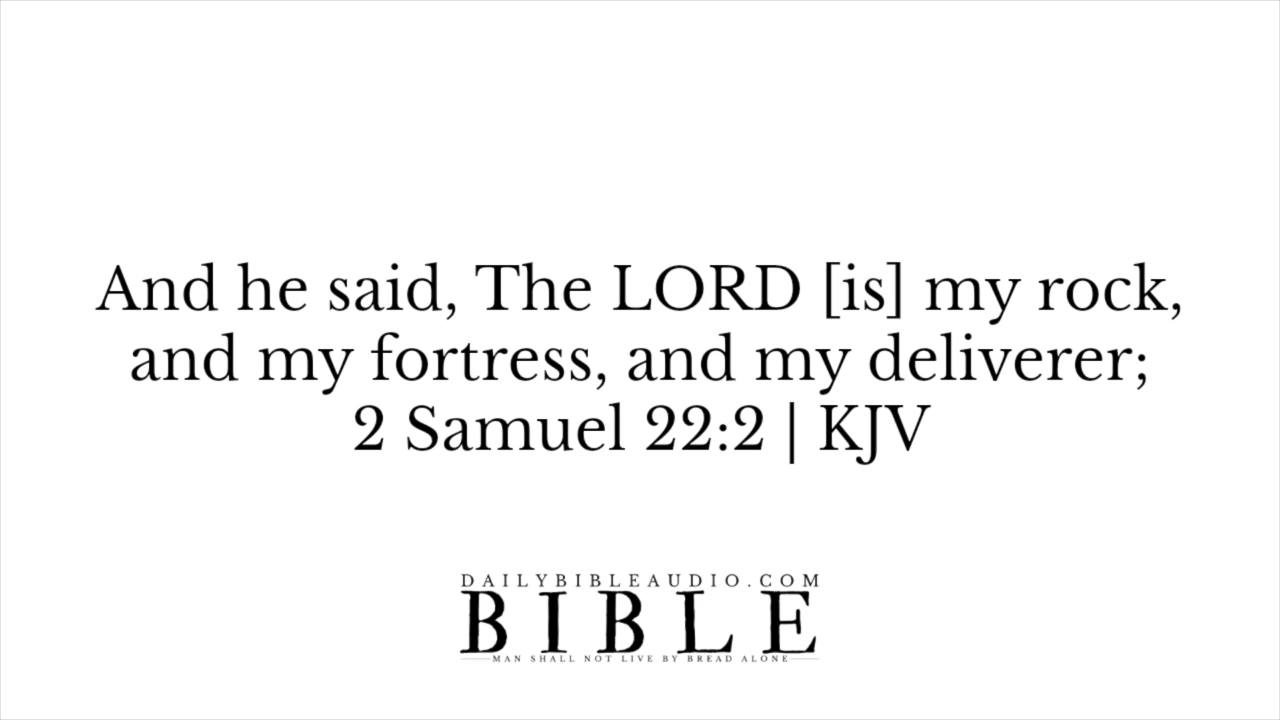 And he said, The LORD [is] my rock,
and my fortress, and my deliverer;
2 Samuel 22:2 | KJV
DAILYBIBLEAUDIO.COM
BIBLE
MAN SHALL NOT LIVE BY BREAD ALONE